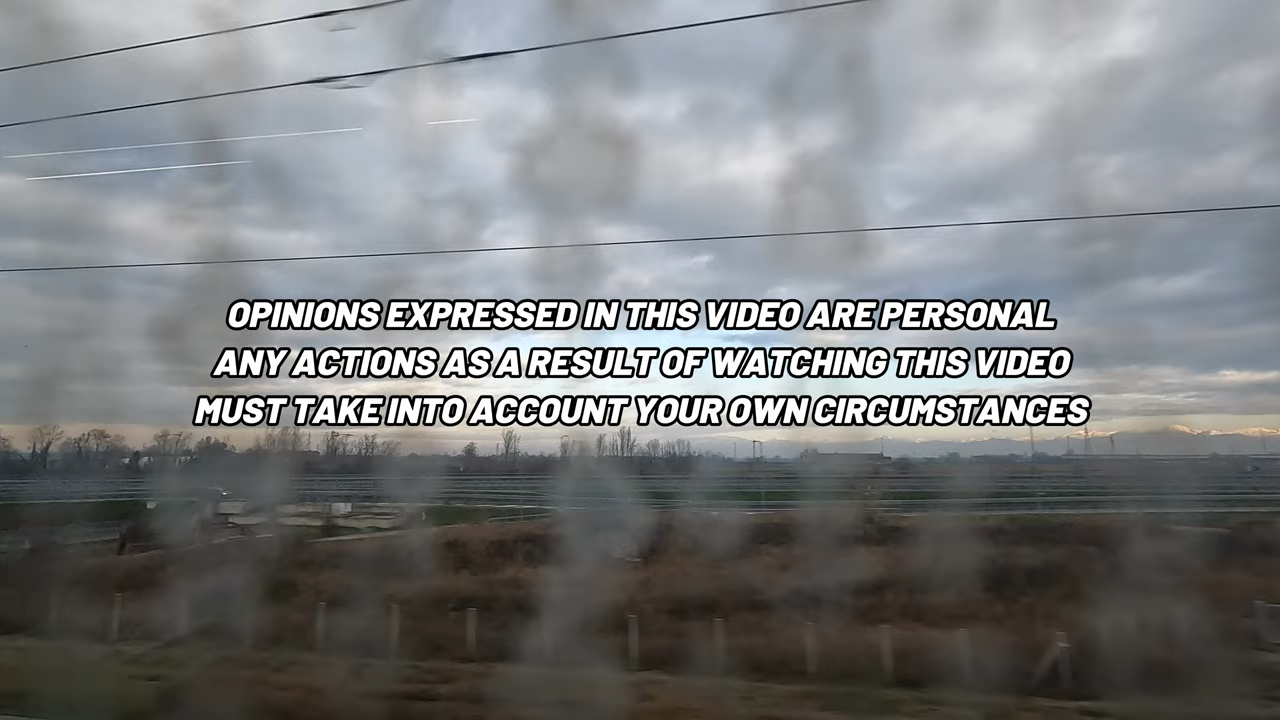 OPINIONS EXPRESSED IN THIS VIDEO ARE PERSONAL
ANY ACTIONS AS A RESULT OF WATCHING THIS VIDEO
MUST TAKE INTO ACCOUNT YOUR OWN CIRCUMSTANCES